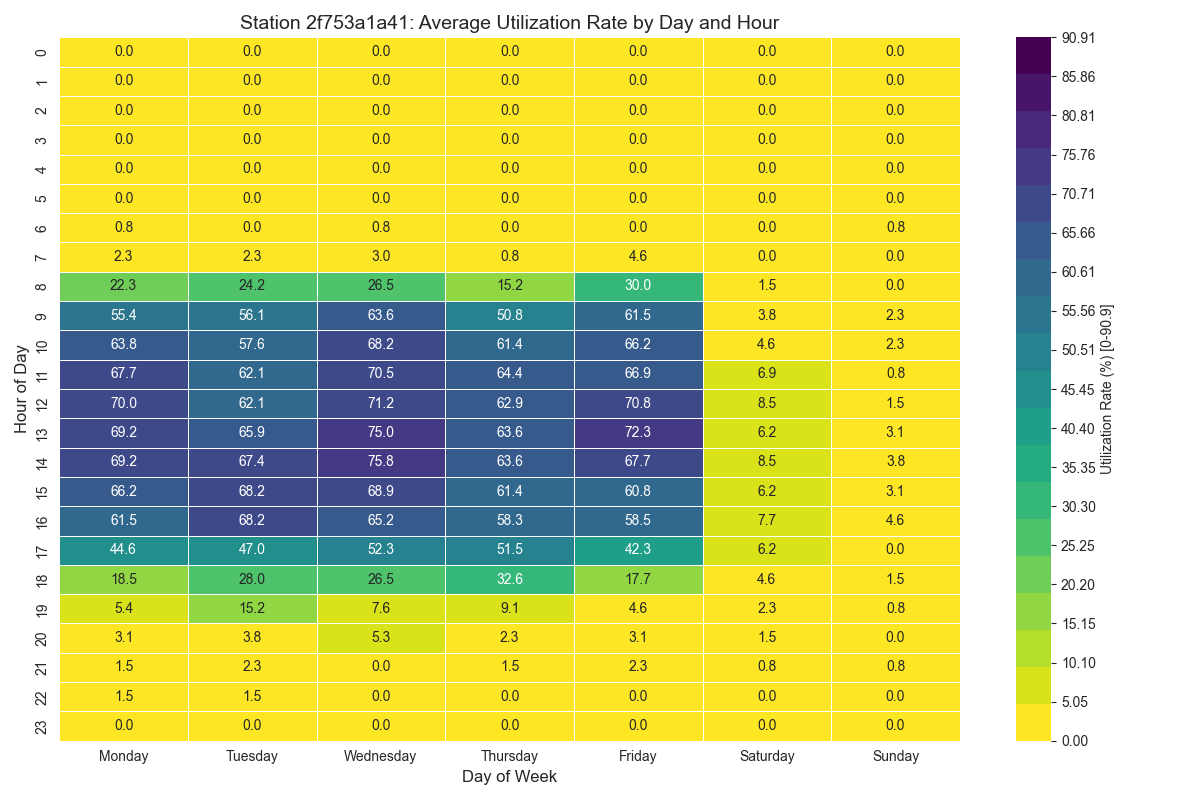 Station 2f753a1a41: Average Utilization Rate by Day and Hour
0 0.0 0.0 0.0 0.0 0.0 0.0 0.0
1 0.0 0.0 0.0 0.0 0.0 0.0 0.0
2 0.0 0.0 0.0 0.0 0.0 0.0 0.0
3 0.0 0.0 0.0 0.0 0.0 0.0 0.0
4 0.0 0.0 0.0 0.0 0.0 0.0 0.0
5 0.0 0.0 0.0 0.0 0.0 0.0 0.0
6 0.8 0.0 0.8 0.0 0.0 0.0 0.8
7 2.3 2.3 3.0 0.8 4.6 0.0 0.0
8 22.3 24.2 26.5 15.2 30.0 1.5 0.0
9 55.4 56.1 63.6 50.8 61.5 3.8 2.3
10 63.8 57.6 68.2 61.4 66.2 4.6 2.3
11 67.7 62.1 70.5 64.4 66.9 6.9 0.8
12 70.0 62.1 71.2 62.9 70.8 8.5 1.5
13 69.2 65.9 75.0 63.6 72.3 6.2 3.1
14 69.2 67.4 75.8 63.6 67.7 8.5 3.8
15 66.2 68.2 68.9 61.4 60.8 6.2 3.1
16 61.5 68.2 65.2 58.3 58.5 7.7 4.6
17 44.6 47.0 52.3 51.5 42.3 6.2 0.0
18 18.5 28.0 26.5 32.6 17.7 4.6 1.5
19 5.4 15.2 7.6 9.1 4.6 2.3 0.8
20 3.1 3.8 5.3 2.3 3.1 1.5 0.0
21 1.5 2.3 0.0 1.5 2.3 0.8 0.8
22 1.5 1.5 0.0 0.0 0.0 0.0 0.0
23 0.0 0.0 0.0 0.0 0.0 0.0 0.0
Hour of Day
Monday Tuesday Wednesday Thursday Friday Saturday Sunday
Day of Week
90.91
85.86
80.81
75.76
70.71
65.66
60.61
55.56
50.51
45.45
40.40
35.35
30.30
25.25
20.20
15.15
10.10
5.05
0.00
Utilization Rate (%) [0-90.9]